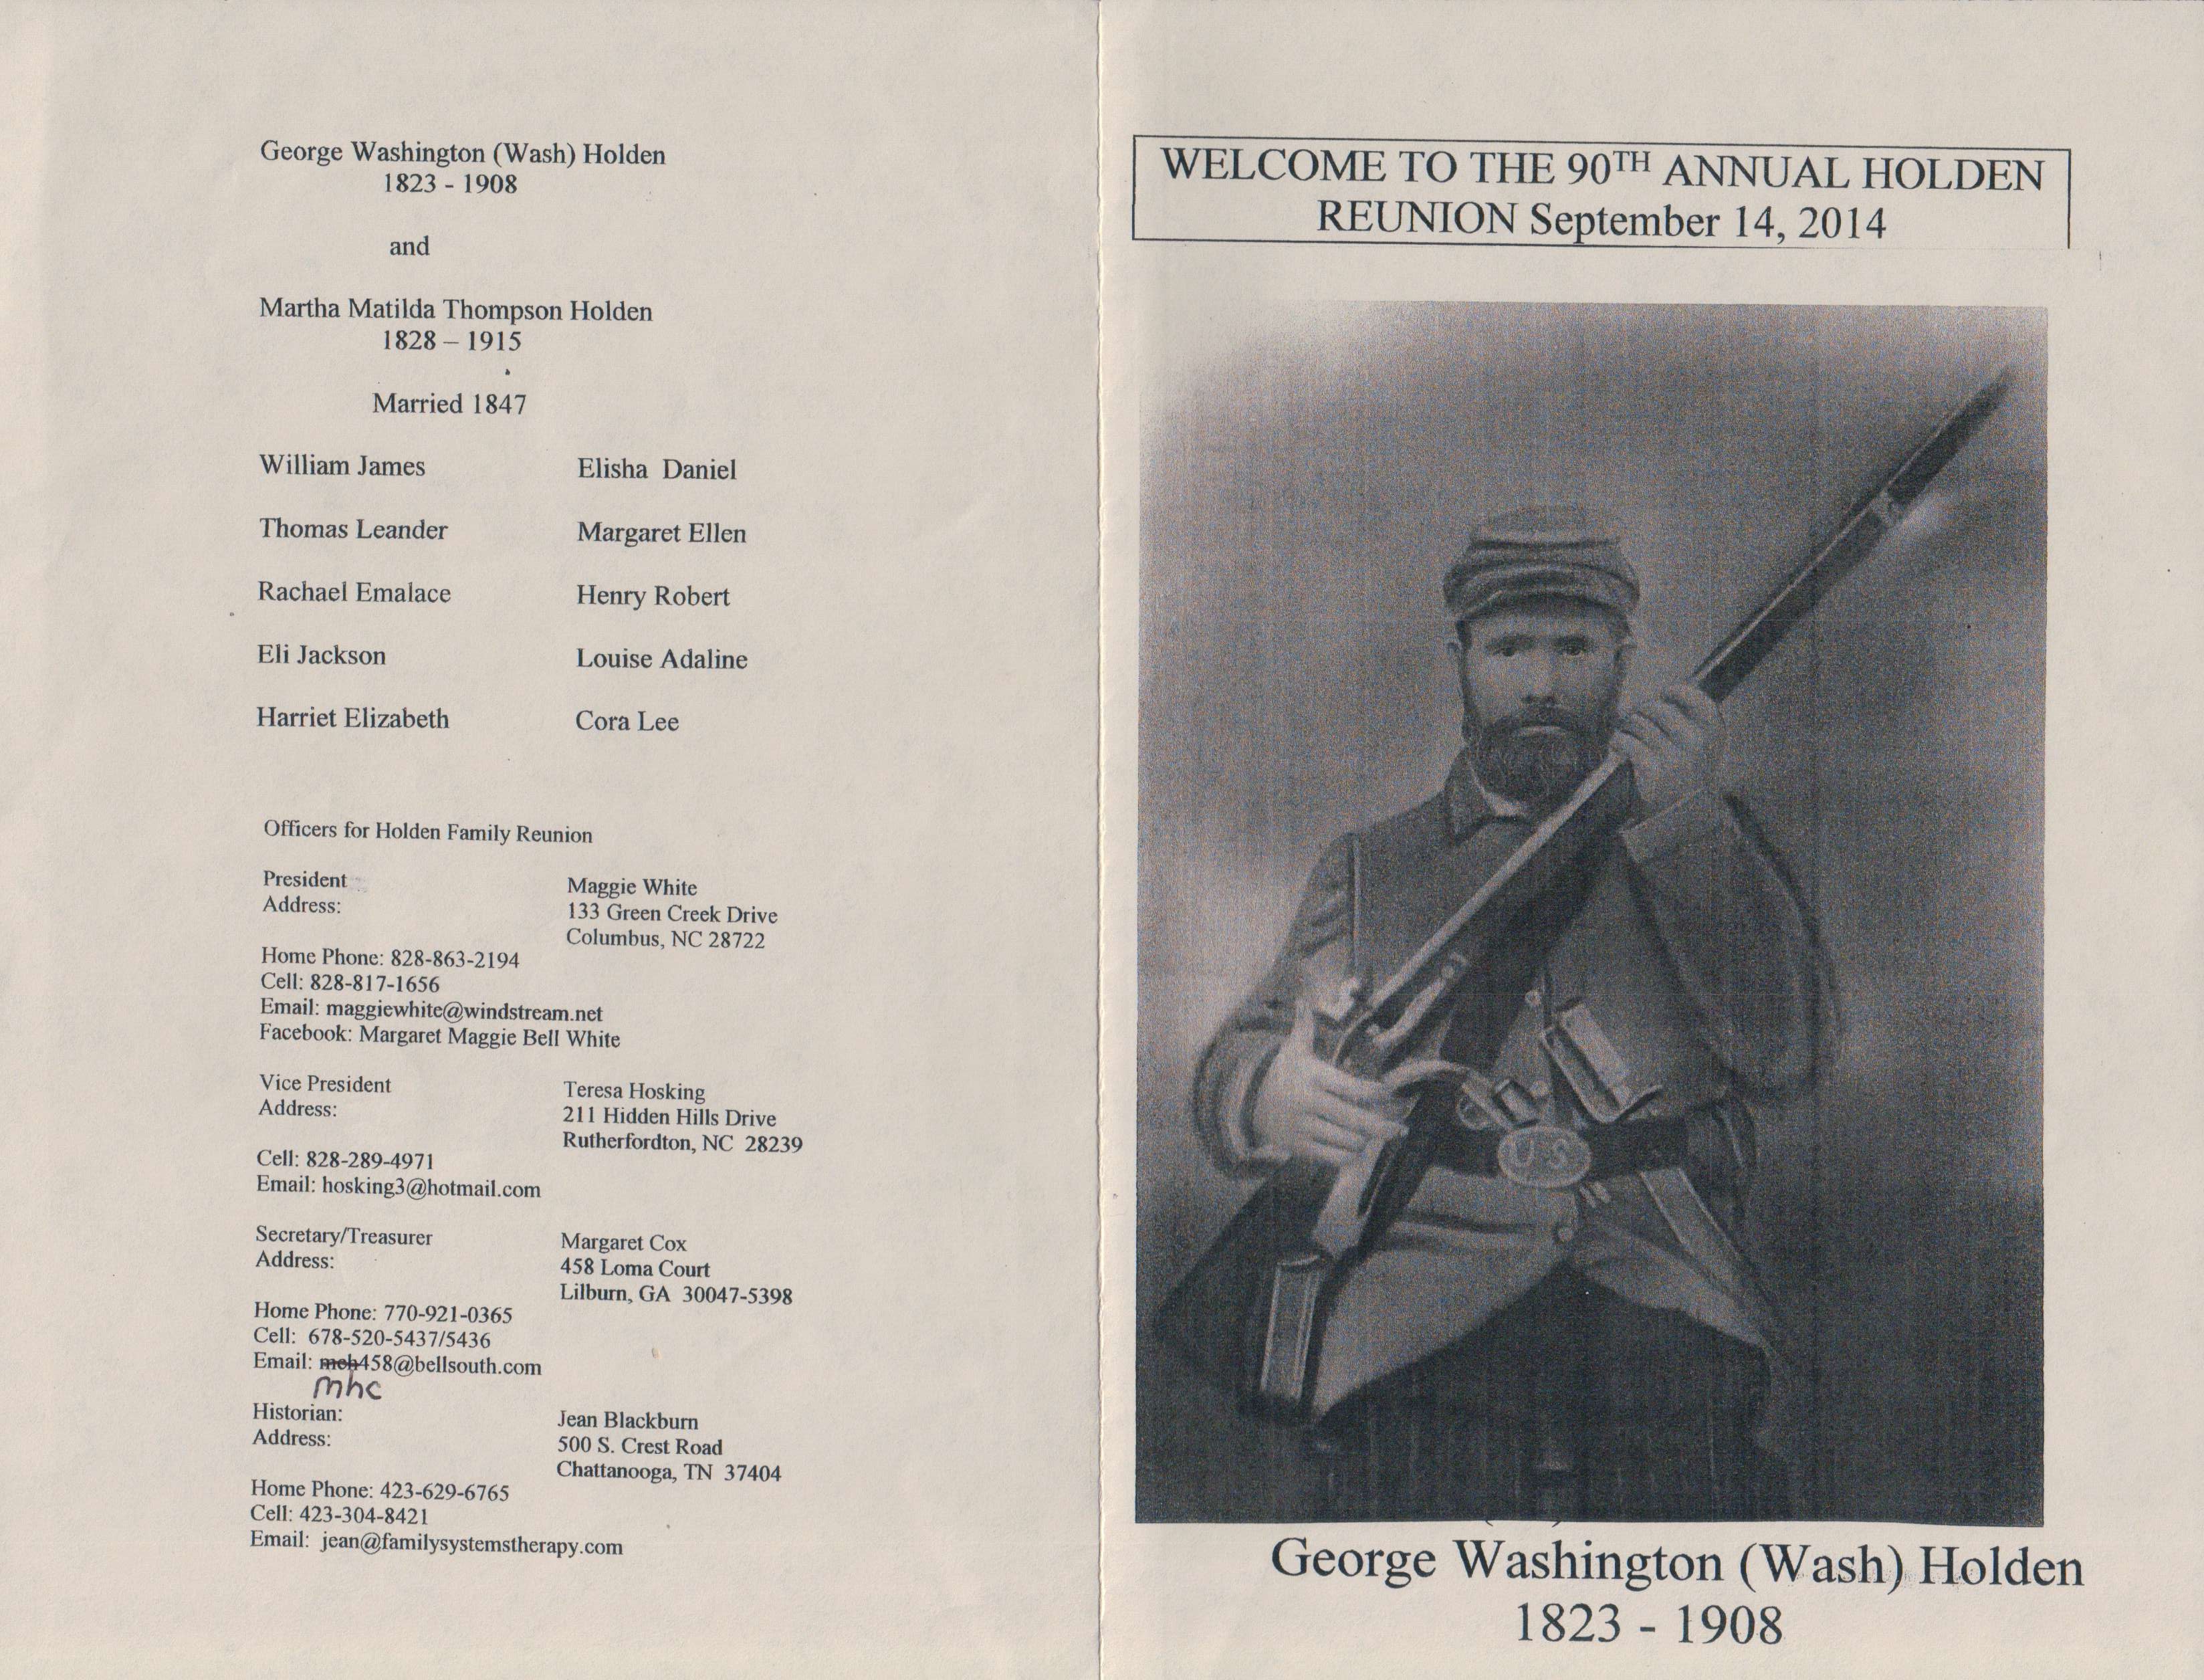 George Washington (Wash) Holden
1823 - 1908
and
Martha Matilda Thompson Holden
1828 – 1915
Married 1847
William James Elisha Daniel
Thomas Leander Margaret Ellen
Rachael Emalace Henry Robert
Eli Jackson Louise Adaline
Harriet Elizabeth Cora Lee
Officers for Holden Family Reunion
President Maggie White
Address: 133 Green Creek Drive
Columbus, NC 28722
Home Phone: 828-863-2194
Cell: 828-817-1656
Email: maggiewhite@windstream.net
Facebook: Margaret Maggie Bell White
Vice President Teresa Hosking
Address: 211 Hidden Hills Drive
Rutherfordton, NC 28239
Cell: 828-289-4971
Email: hosking3@hotmail.com
Secretary/Treasurer Margaret Cox
Address: 458 Loma Court
Lilburn, GA 30047-5398
Home Phone: 770-921-0365
Cell: 678-520-5437/5436
Email: mch458@bellsouth.com
mhc
Historian: Jean Blackburn
Address: 500 S. Crest Road
Chattanooga, TN 37404
Home Phone: 423-629-6765
Cell: 423-304-8421
Email: jean@familysystemstherapy.com
WELCOME TO THE 90TH ANNUAL HOLDEN
REUNION September 14, 2014
U S
George Washington (Wash) Holden
1823 - 1908